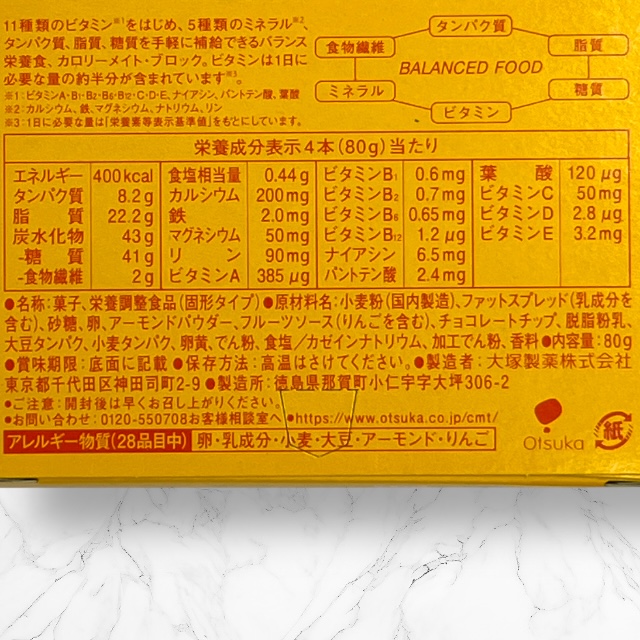 11種類のビタミン※1をはじめ、5種類のミネラル※2、
タンパク質、脂質、糖質を手軽に補給できるバランス
栄養食、カロリーメイト・ブロック。ビタミンは1日に
必要な量の約半分が含まれています※3。
※1:ビタミンA・B1・B2・B6・B12・C・D・E、ナイアシン、パントテン酸、葉酸
※2:カルシウム、鉄、マグネシウム、ナトリウム、リン
※3:1日に必要な量は「栄養素等表示基準値」をもとにしています。
タンパク質
食物繊維 脂質
BALANCED FOOD
ミネラル 糖質
ビタミン
栄養成分表示4本(80g)当たり
エネルギー 400kcal 食塩相当量 0.44g ビタミンB1 0.6mg 葉酸 120μg
タンパク質 8.2g カルシウム 200mg ビタミンB2 0.7mg ビタミンC 50mg
脂質 22.2g 鉄 2.0mg ビタミンB6 0.65mg ビタミンD 2.8μg
炭水化物 43g マグネシウム 50mg ビタミンB12 1.2μg ビタミンE 3.2mg
-糖質 41g リン 90mg ナイアシン 6.5mg
-食物繊維 2g ビタミンA 385μg パントテン酸 2.4mg
●名称:菓子、栄養調整食品(固形タイプ)●原材料名:小麦粉(国内製造)、ファットスプレッド(乳成分を
含む)、砂糖、卵、アーモンドパウダー、フルーツソース(りんごを含む)、チョコレートチップ、脱脂粉乳、
大豆タンパク、小麦タンパク、卵黄、でん粉、食塩/カゼインナトリウム、加工でん粉、香料●内容量:80g
●賞味期限:底面に記載●保存方法:高温はさけてください。●製造者:大塚製薬株式会社
東京都千代田区神田司町2-9●製造所:徳島県那賀町小仁宇字大坪306-2
●ご注意:開封後は早くお召し上がりください。
●お問い合わせ:0120-550708お客様相談室へ●https://www.otsuka.co.jp/cmt/
アレルギー物質(28品目中) 卵・乳成分・小麦・大豆・アーモンド・りんご
Otsuka
紙